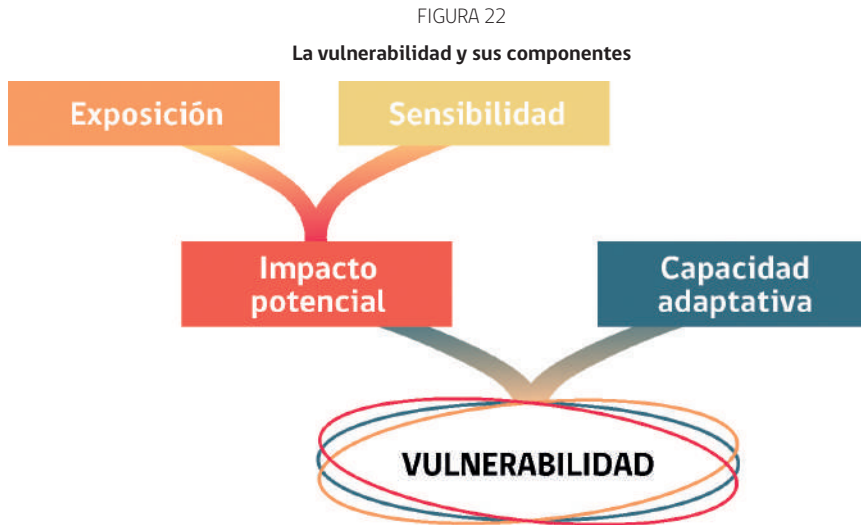 FIGURA 22
La vulnerabilidad y sus componentes
Exposición
Sensibilidad
Impacto
potencial
Capacidad
adaptativa
VULNERABILIDAD